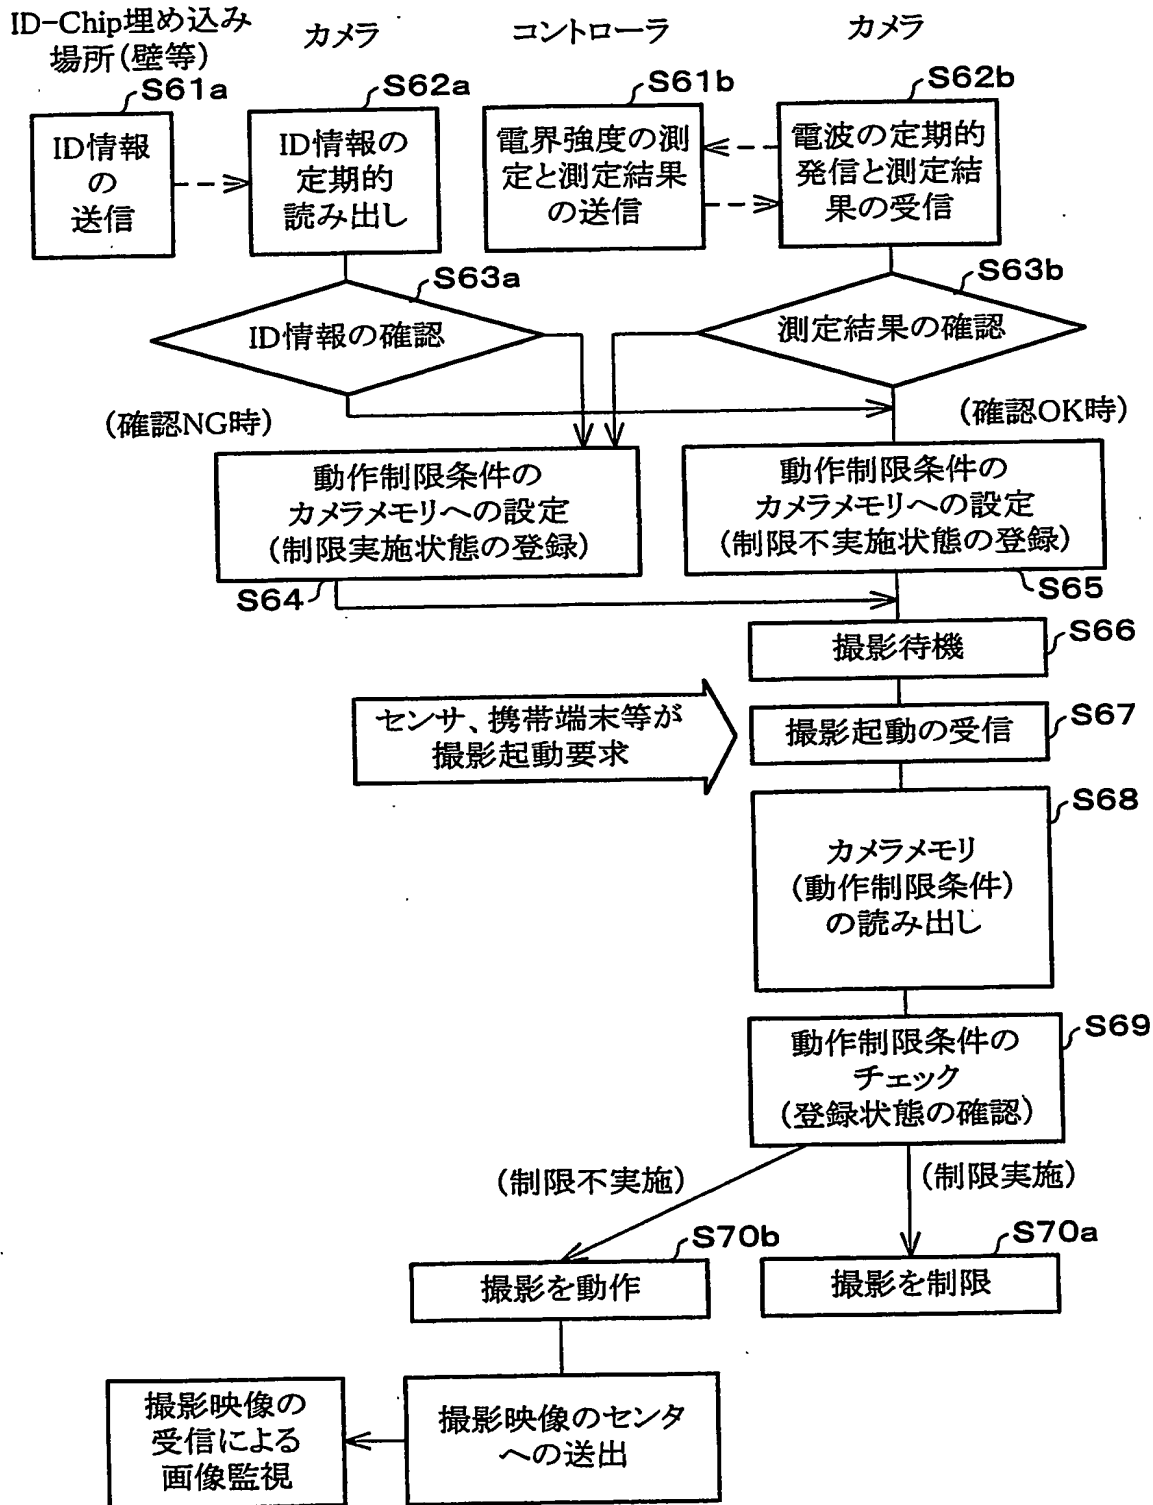 ID-Chip埋め込み
場所(壁等)
カメラ
コントローラ
カメラ
S61a
S62a
S61b
S62b
ID情報
の
送信
ID情報の
定期的
読み出し
電界強度の測
定と測定結果
の送信
電波の定期的
発信と測定結
果の受信
S63a
S63b
ID情報の確認
測定結果の確認
(確認NG時)
(確認OK時)
動作制限条件の
カメラメモリへの設定
(制限実施状態の登録)
動作制限条件の
カメラメモリへの設定
(制限不実施状態の登録)
S64
S65
撮影待機
S66
センサ、携帯端末等が
撮影起動要求
撮影起動の受信
S67
S68
カメラメモリ
(動作制限条件)
の読み出し
S69
動作制限条件の
チェック
(登録状態の確認)
(制限不実施)
(制限実施)
S70b
S70a
撮影を動作
撮影を制限
撮影映像の
受信による
画像監視
撮影映像のセンタ
への送出